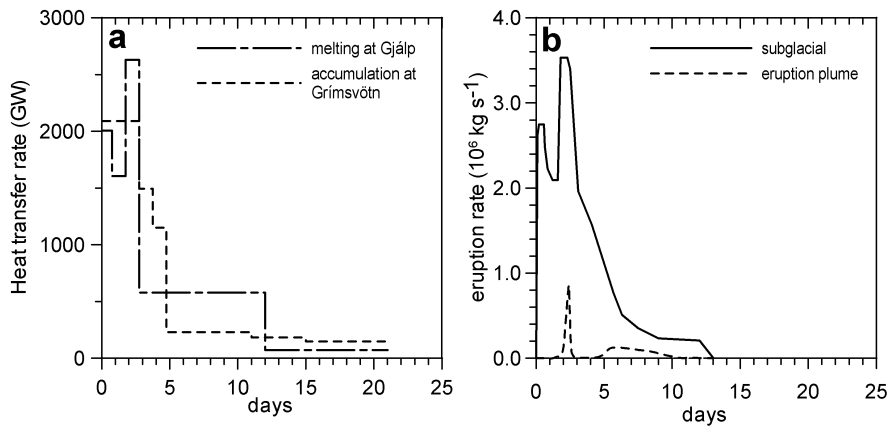 a
melting at Gjálp
accumulation at
Grímsvötn
Heat transfer rate (GW)
3000
2000
1000
0
0 5 10 15 20 25
days
b
subglacial
eruption plume
eruption rate (10⁶ kg s⁻¹)
4.0
3.0
2.0
1.0
0.0
0 5 10 15 20 25
days